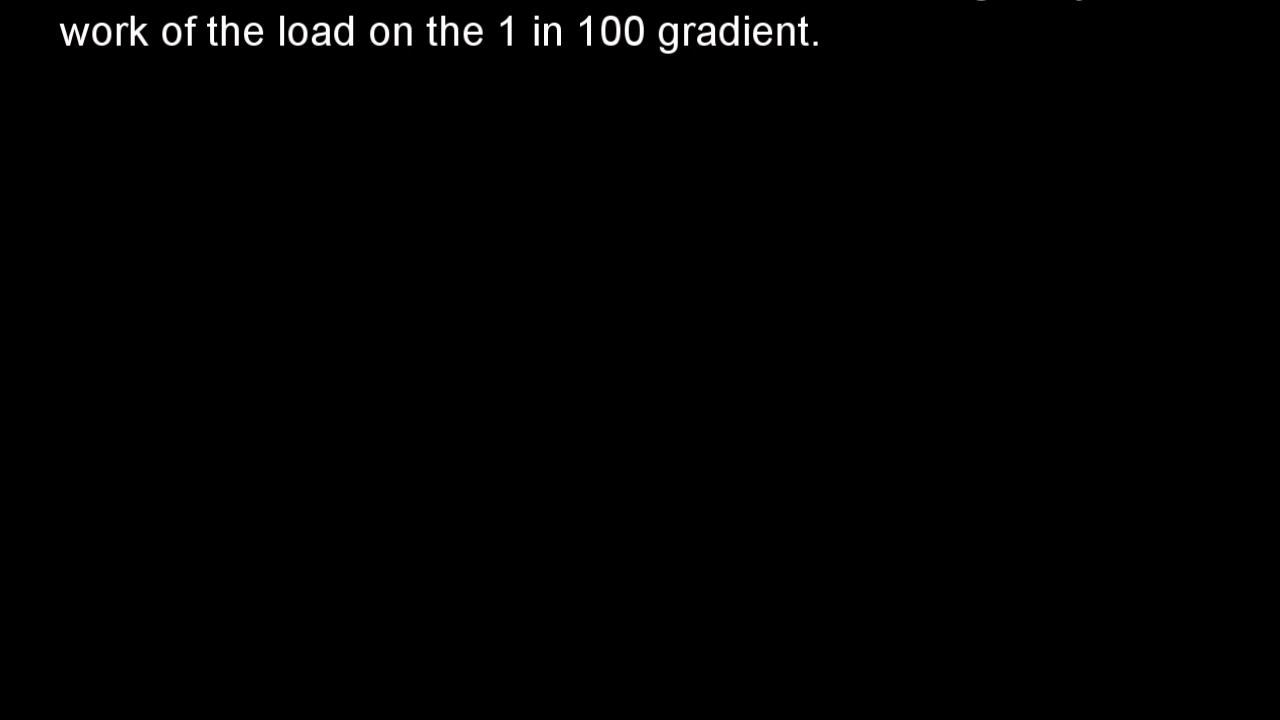 work of the load on the 1 in 100 gradient.